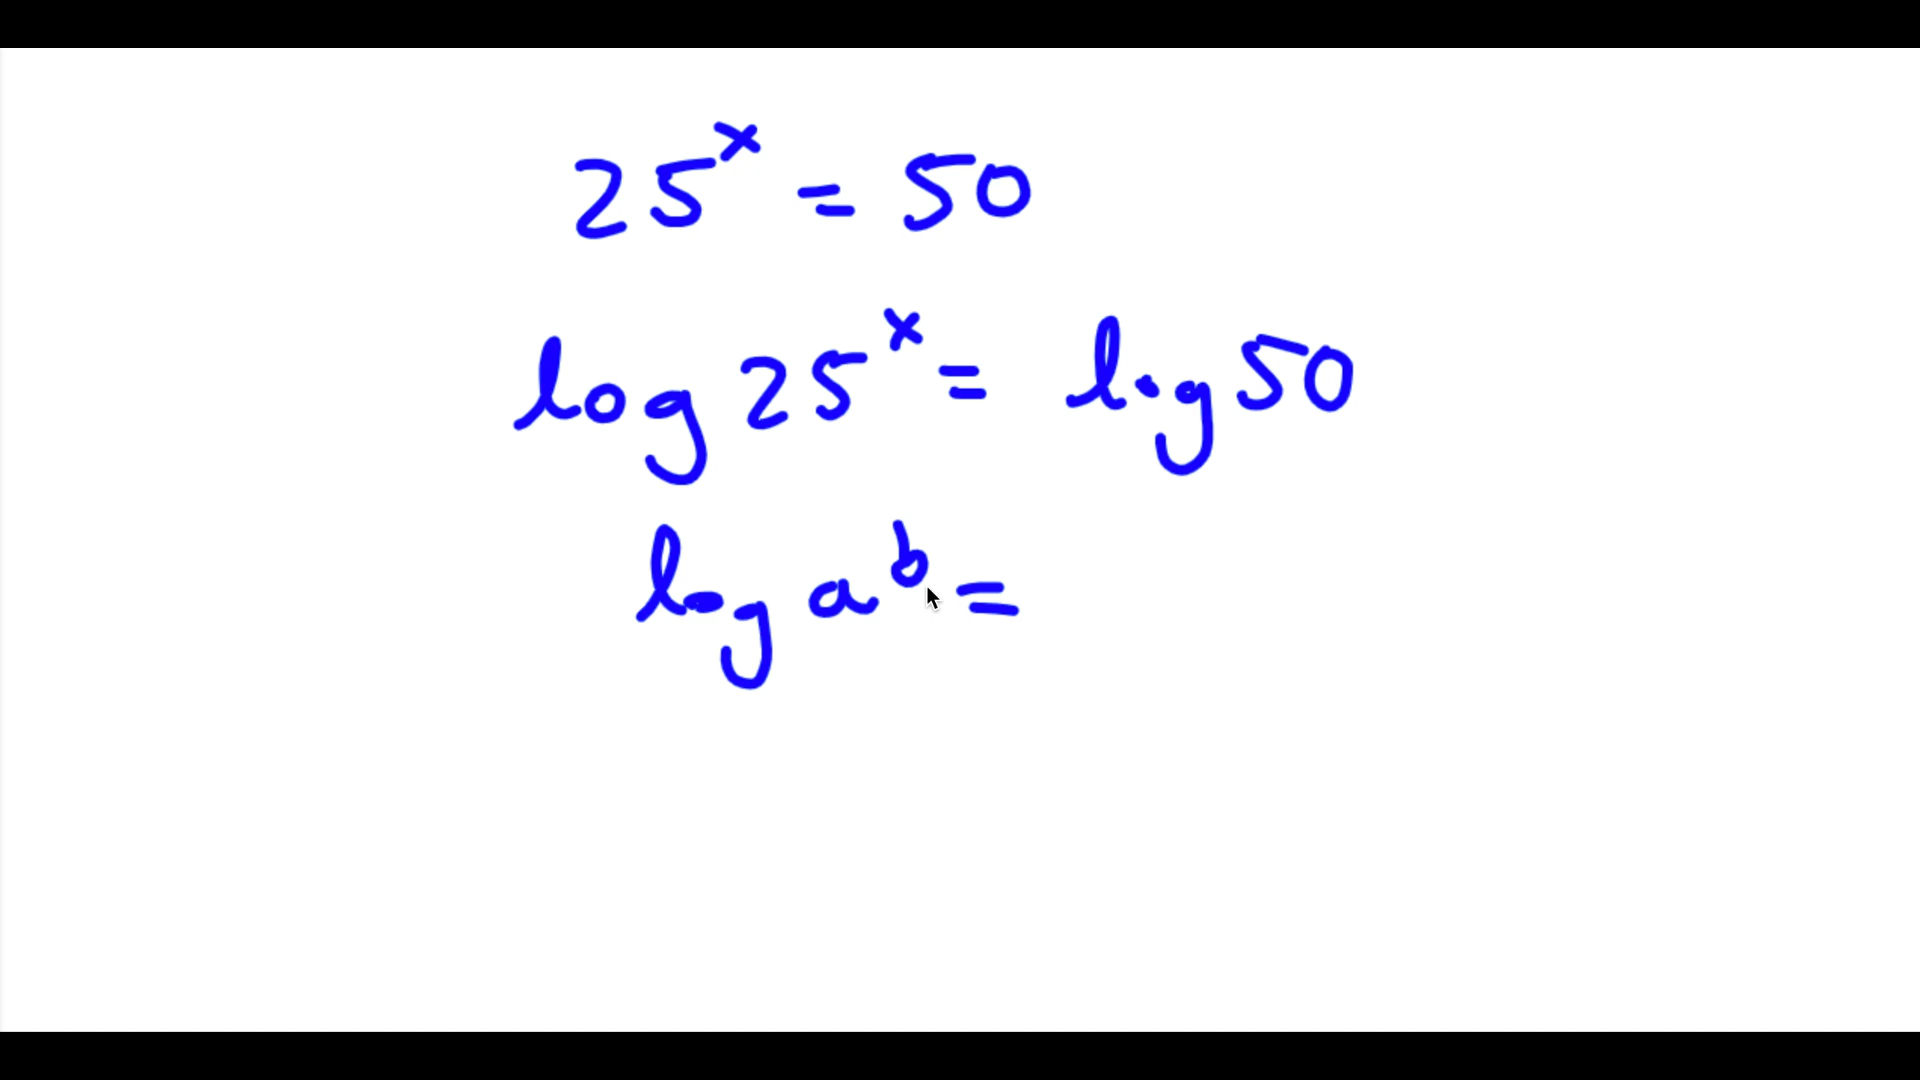 25^x = 50
log 25^x = log 50
log a^b =